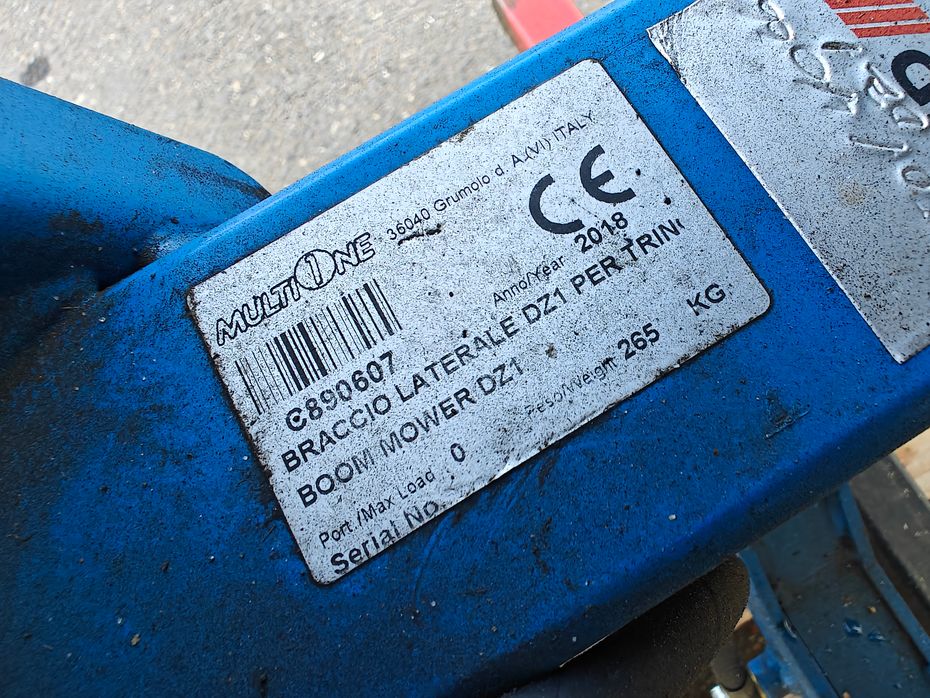 MULTIONE 36040 Grumolo d. A.(VI) ITALY
CE
C890607
Anno/Year 2018
BRACCIO LATERALE DZ1 PER TRINC
BOOM MOWER DZ1
Port./Max Load 0 Peso/Weight 265 KG
Serial No.